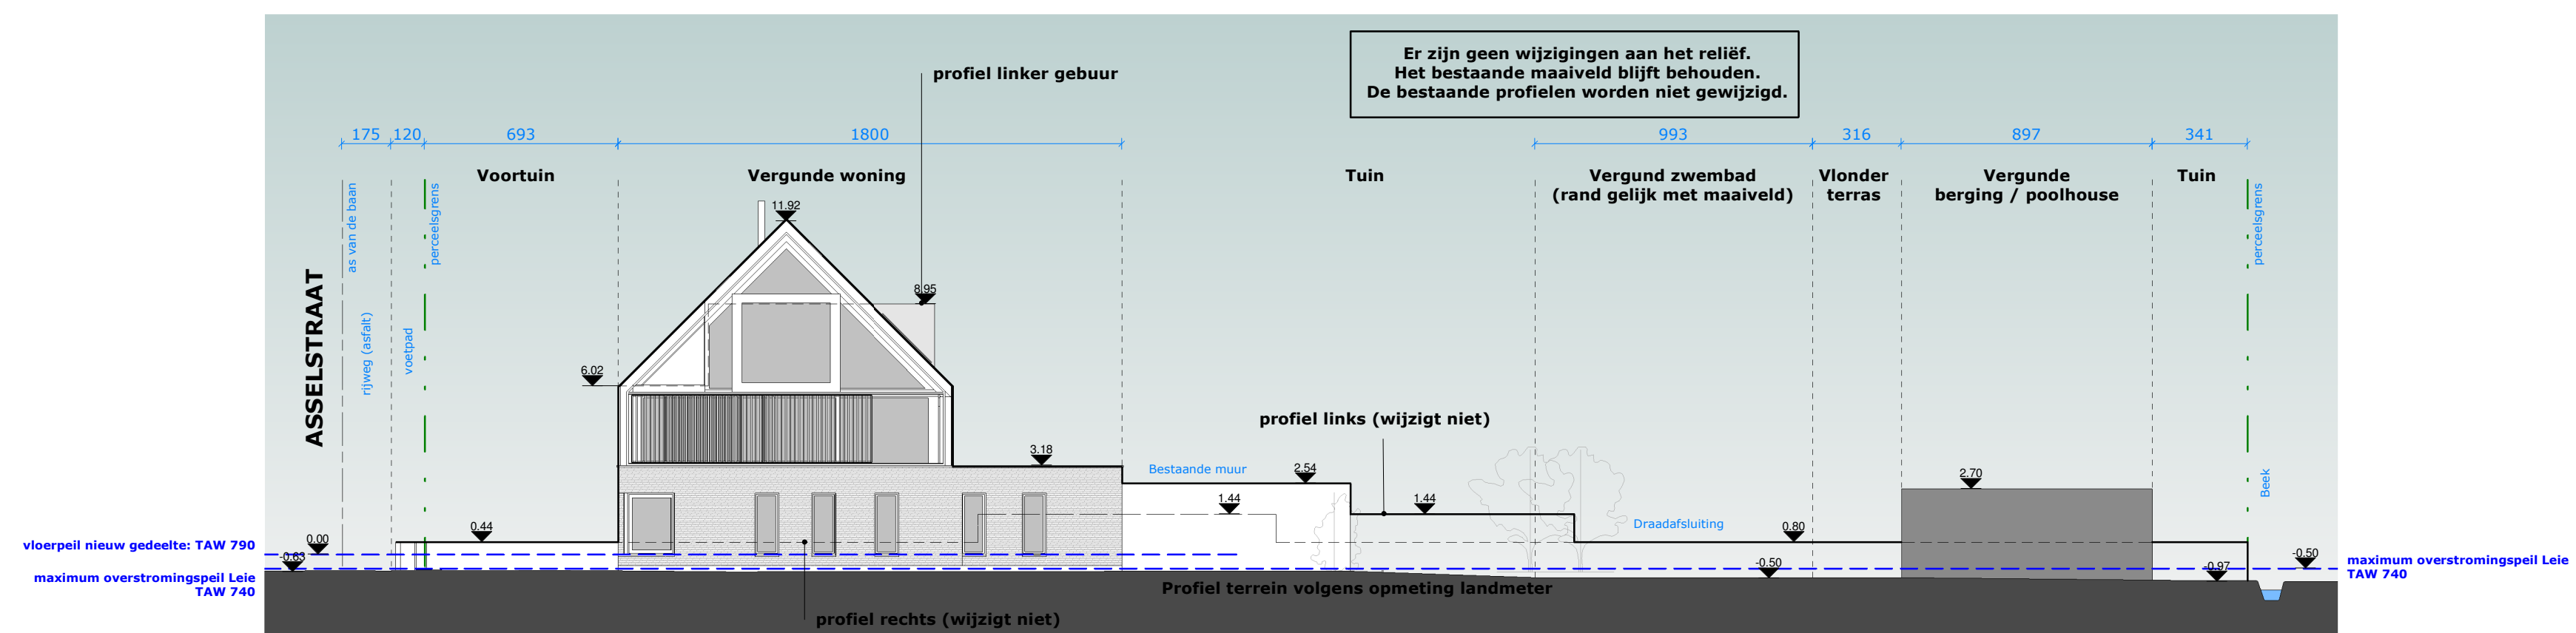 Er zijn geen wijzigingen aan het reliëf.
Het bestaande maaiveld blijft behouden.
De bestaande profielen worden niet gewijzigd.
profiel linker gebuur
175
120
693
1800
993
316
897
341
Voortuin
Vergunde woning
Tuin
Vergund zwembad
(rand gelijk met maaiveld)
Vlonder
terras
Vergunde
berging / poolhouse
Tuin
ASSELSTRAAT
as van de baan
rijweg (asfalt)
voetpad
perceelsgrens
perceelsgrens
Beek
11.92
8.95
6.02
3.18
profiel links (wijzigt niet)
Bestaande muur
2.54
1.44
1.44
2.70
Draadafsluiting
0.80
0.44
vloerpeil nieuw gedeelte: TAW 790
0.00
-0.63
maximum overstromingspeil Leie
TAW 740
-0.50
-0.97
-0.50
maximum overstromingspeil Leie
TAW 740
Profiel terrein volgens opmeting landmeter
profiel rechts (wijzigt niet)